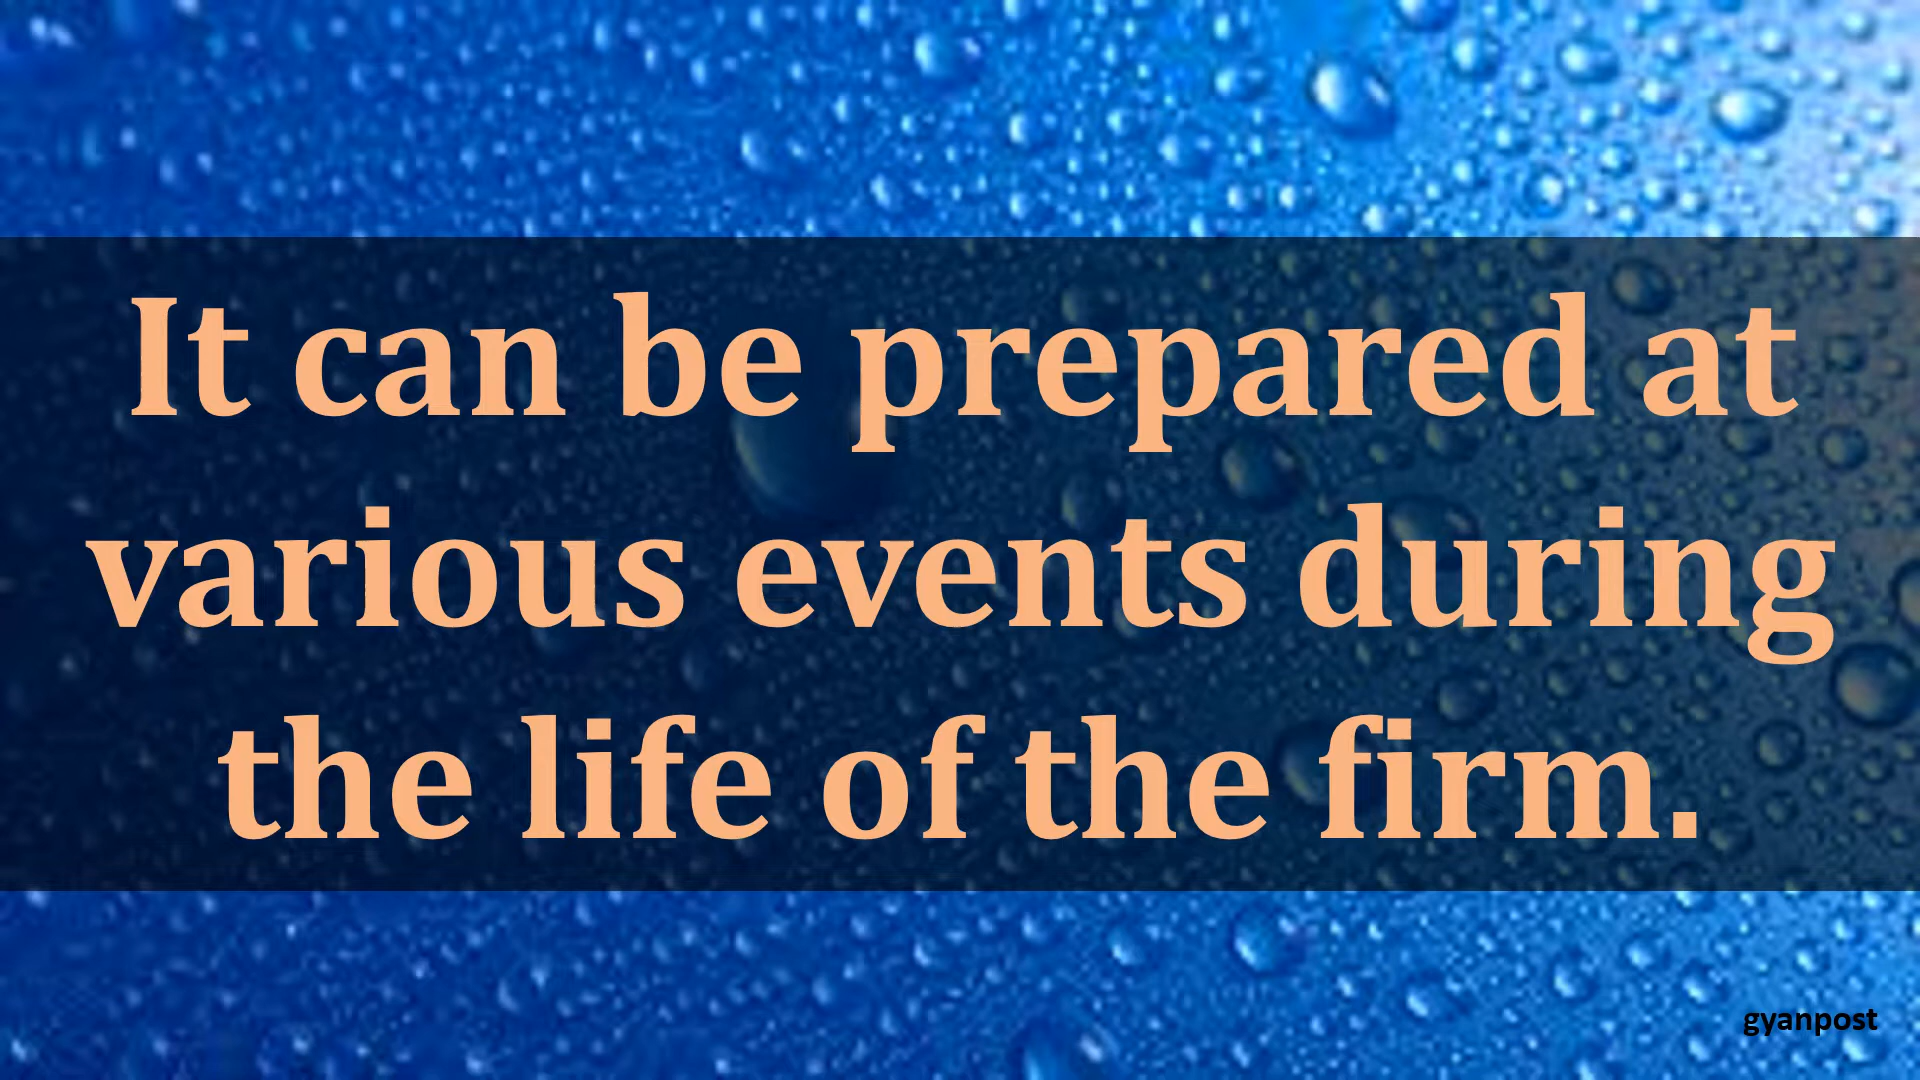 It can be prepared at
various events during
the life of the firm.
gyanpost